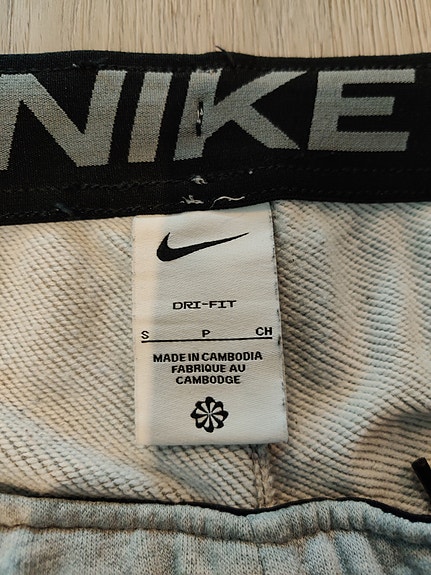 NIKE
DRI-FIT
S P CH
MADE IN CAMBODIA
FABRIQUE AU
CAMBODGE